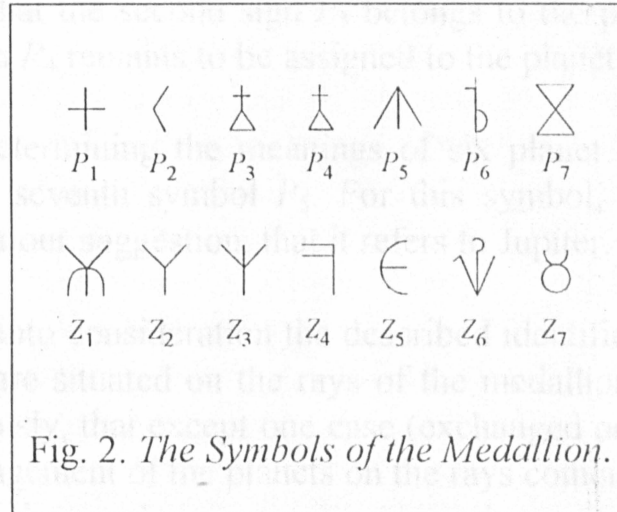 P₁ P₂ P₃ P₄ P₅ P₆ P₇
Z₁ Z₂ Z₃ Z₄ Z₅ Z₆ Z₇
Fig. 2. The Symbols of the Medallion.